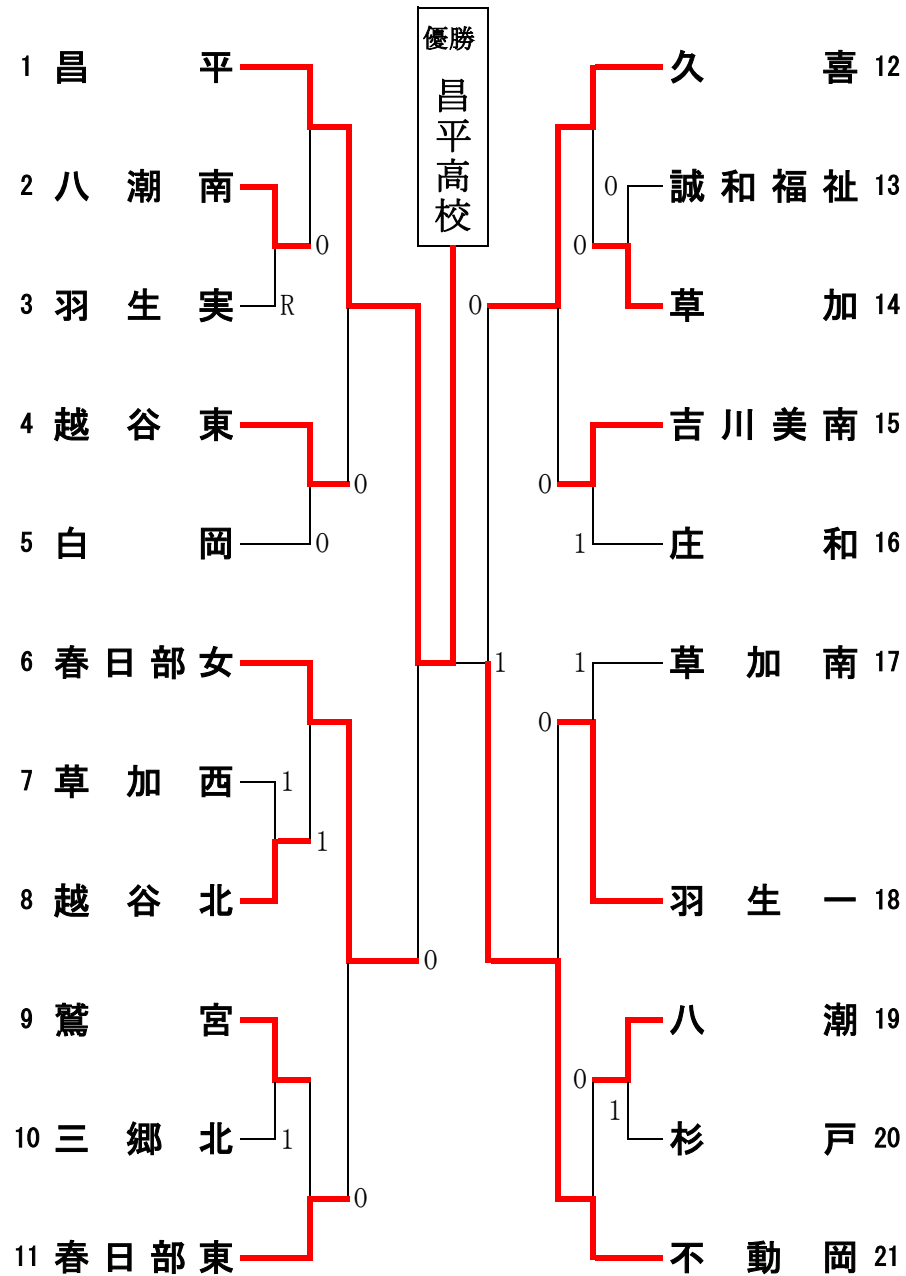 優勝
昌平高校
1 昌平
2 八潮南
0
3 羽生実
R
4 越谷東
0
5 白岡
0
6 春日部女
7 草加西
1
1
8 越谷北
0
9 鷲宮
10 三郷北
1
0
11 春日部東
久喜 12
0
誠和福祉 13
0
0
草加 14
吉川美南 15
0
1
庄和 16
1
1
草加南 17
0
羽生一 18
八潮 19
0
1
杉戸 20
不動岡 21